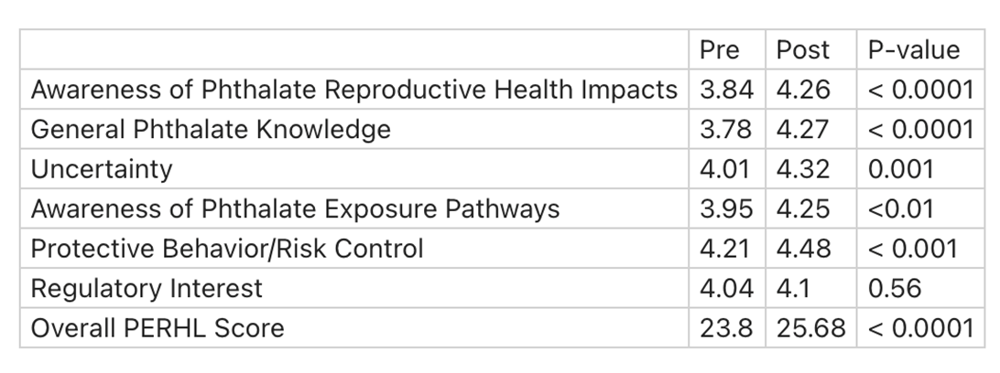 Pre Post P-value
Awareness of Phthalate Reproductive Health Impacts 3.84 4.26 < 0.0001
General Phthalate Knowledge 3.78 4.27 < 0.0001
Uncertainty 4.01 4.32 0.001
Awareness of Phthalate Exposure Pathways 3.95 4.25 <0.01
Protective Behavior/Risk Control 4.21 4.48 < 0.001
Regulatory Interest 4.04 4.1 0.56
Overall PERHL Score 23.8 25.68 < 0.0001